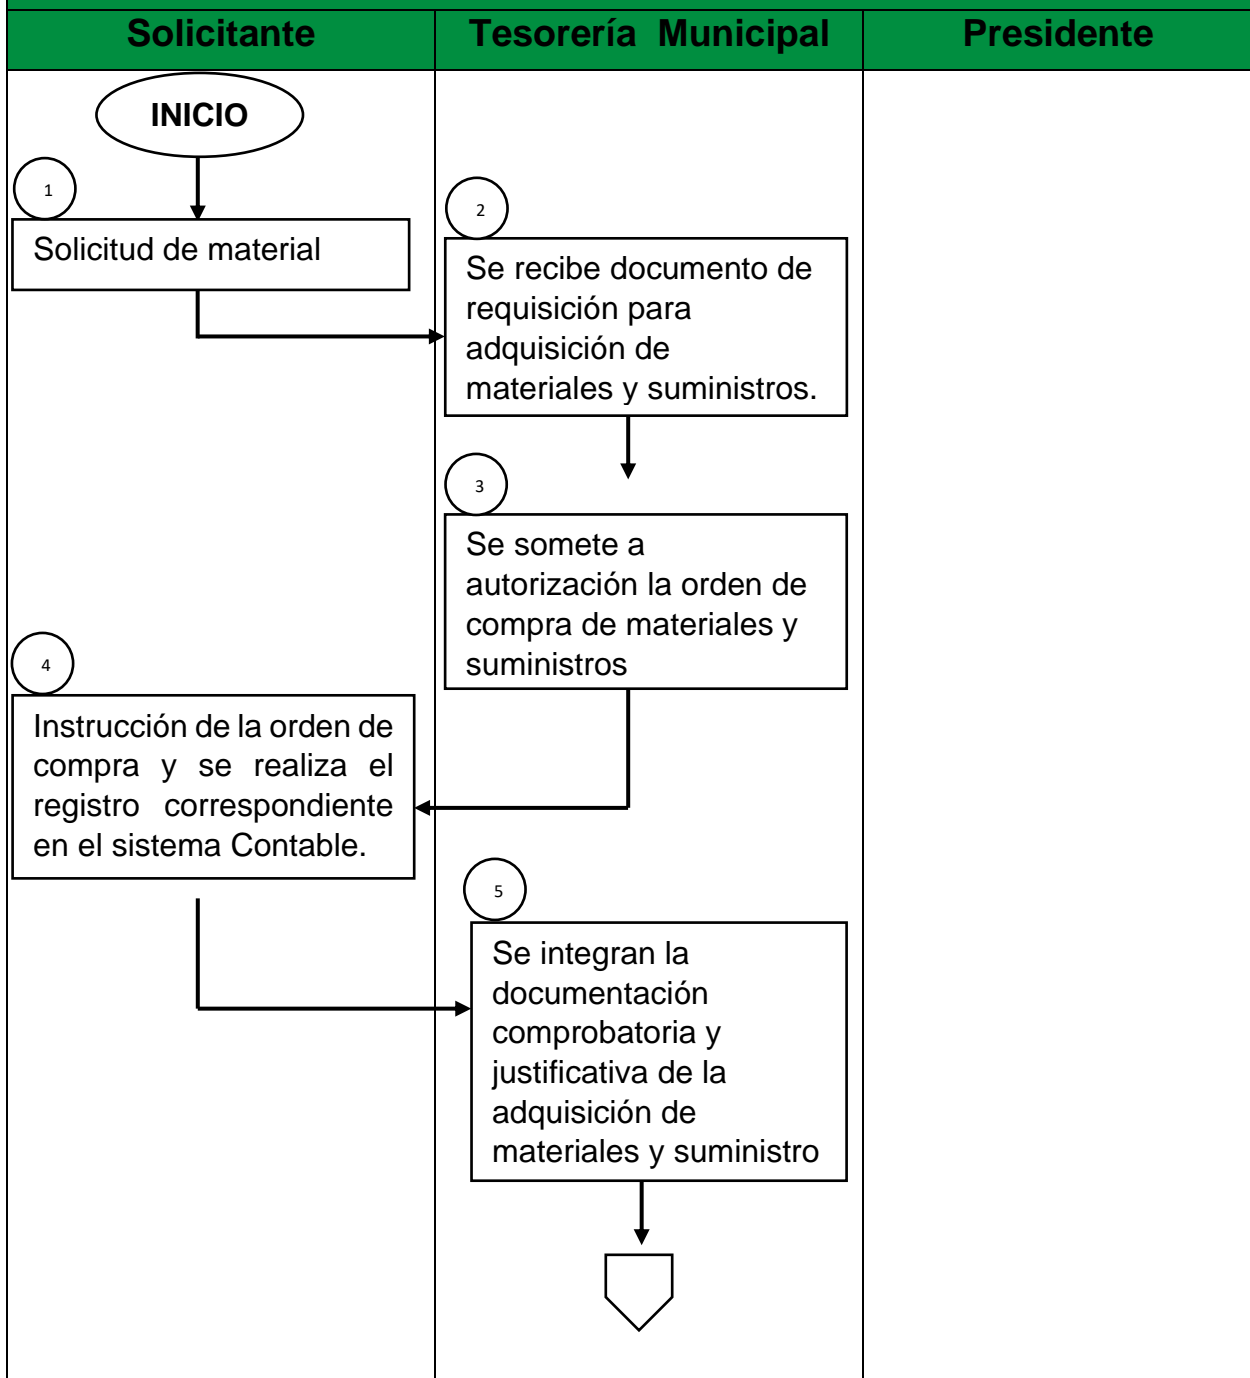 Solicitante
Tesorería Municipal
Presidente
INICIO
1
Solicitud de material
2
Se recibe documento de
requisición para
adquisición de
materiales y suministros.
3
Se somete a
autorización la orden de
compra de materiales y
suministros
4
Instrucción de la orden de
compra y se realiza el
registro correspondiente
en el sistema Contable.
5
Se integran la
documentación
comprobatoria y
justificativa de la
adquisición de
materiales y suministro